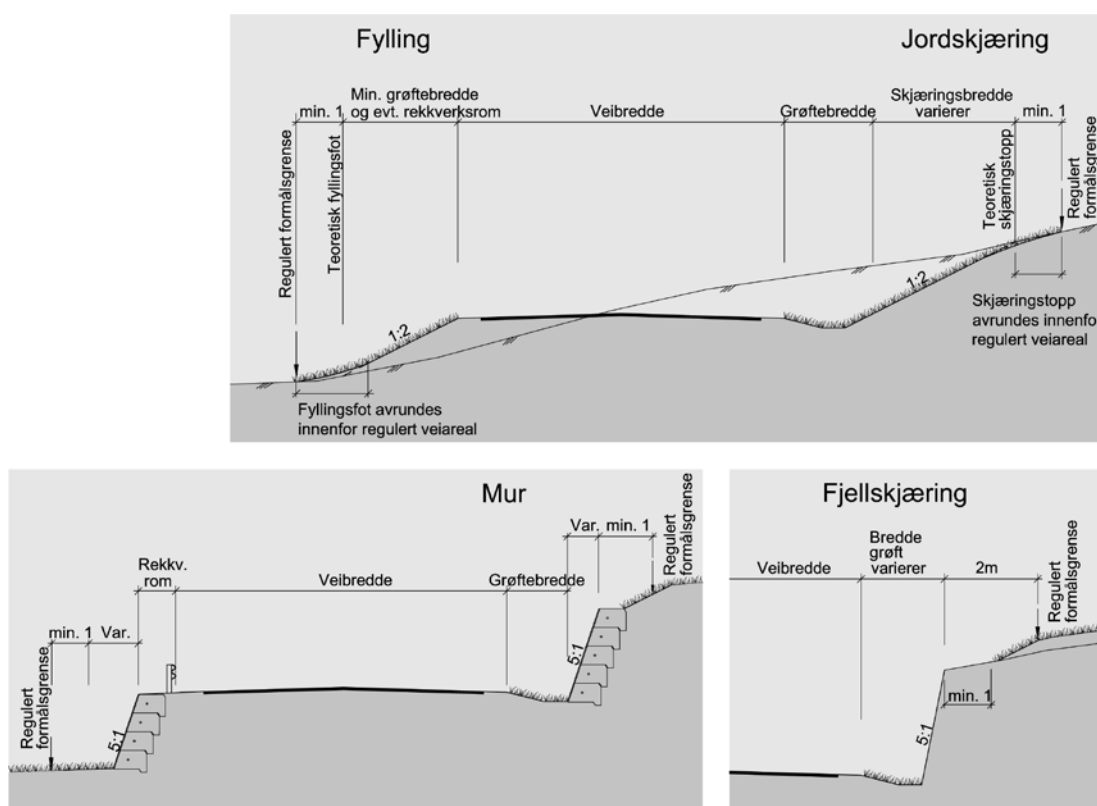 Fylling
Jordskjæring
Min. grøftebredde
og evt. rekkverksrom
min. 1
Veibredde
Grøftebredde
Skjæringsbredde
varierer
min. 1
Regulert formålsgrense
Teoretisk fyllingsfot
Teoretisk
skjæringstopp
Regulert
formålsgrense
1:2
1:2
Fyllingsfot avrundes
innenfor regulert veiareal
Skjæringstopp
avrundes innenfor
regulert veiareal
Mur
Rekkv.
rom
Veibredde
Grøftebredde
Var.
min. 1
Regulert
formålsgrense
min. 1
Var.
Regulert
formålsgrense
5:1
5:1
Fjellskjæring
Veibredde
Bredde
grøft
varierer
2m
Regulert
formålsgrense
min. 1
5:1